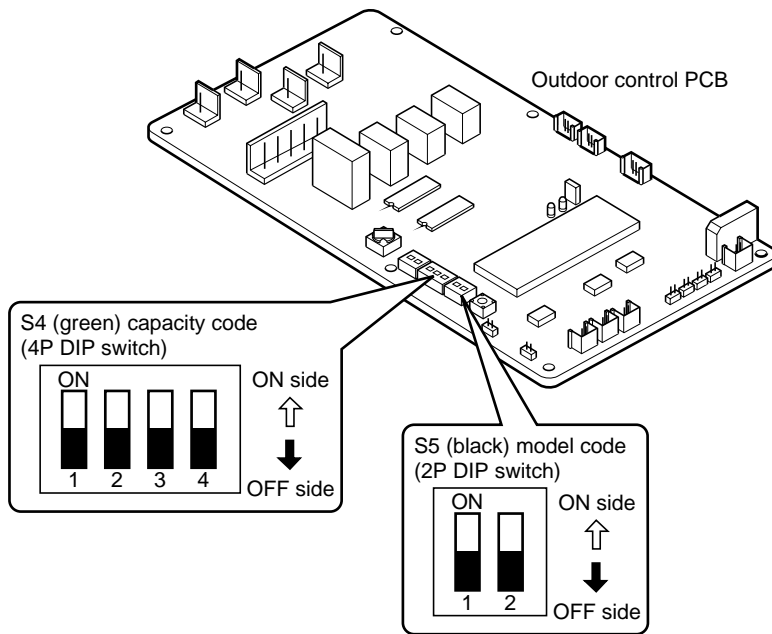 Outdoor control PCB
S4 (green) capacity code
(4P DIP switch)
ON
ON side
1 2 3 4
OFF side
S5 (black) model code
(2P DIP switch)
ON
ON side
1 2
OFF side